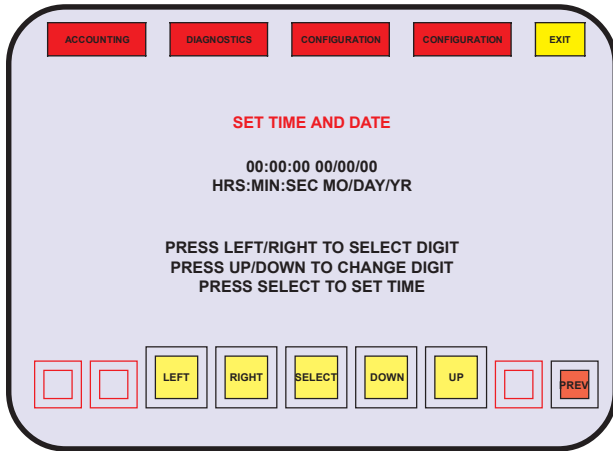 ACCOUNTING DIAGNOSTICS CONFIGURATION CONFIGURATION EXIT
SET TIME AND DATE
00:00:00 00/00/00
HRS:MIN:SEC MO/DAY/YR
PRESS LEFT/RIGHT TO SELECT DIGIT
PRESS UP/DOWN TO CHANGE DIGIT
PRESS SELECT TO SET TIME
LEFT RIGHT SELECT DOWN UP PREV